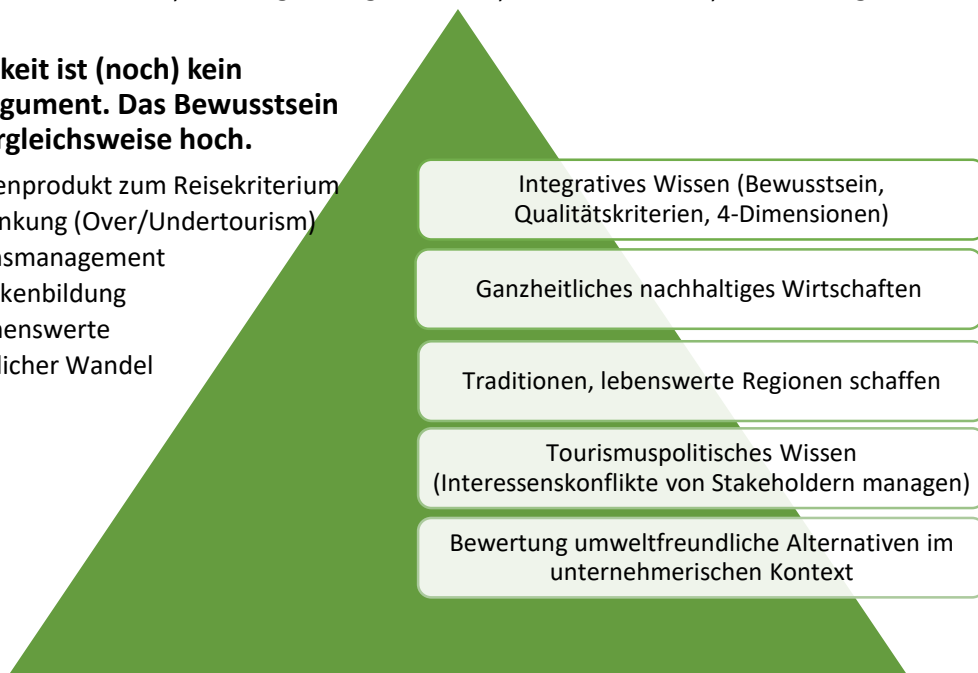 keit ist (noch) kein
gument. Das Bewusstsein
rgleichsweise hoch.
enprodukt zum Reisekriterium
nkung (Over/Undertourism)
smanagement
kenbildung
enswerte
licher Wandel
Integratives Wissen (Bewusstsein,
Qualitätskriterien, 4-Dimensionen)
Ganzheitliches nachhaltiges Wirtschaften
Traditionen, lebenswerte Regionen schaffen
Tourismuspolitisches Wissen
(Interessenskonflikte von Stakeholdern managen)
Bewertung umweltfreundliche Alternativen im
unternehmerischen Kontext